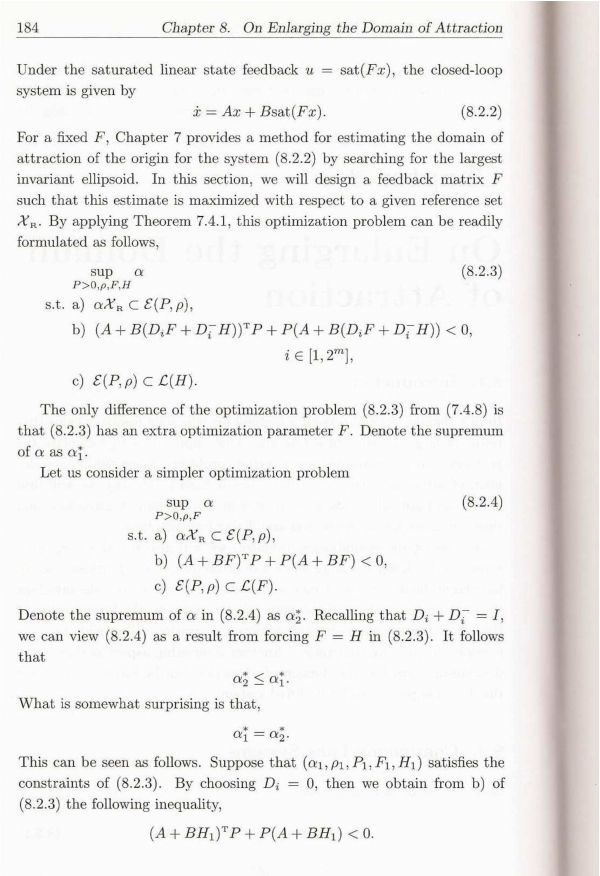 184 Chapter 8. On Enlarging the Domain of Attraction
Under the saturated linear state feedback u = sat(Fx), the closed-loop
system is given by
ẋ = Ax + Bsat(Fx). (8.2.2)
For a fixed F, Chapter 7 provides a method for estimating the domain of
attraction of the origin for the system (8.2.2) by searching for the largest
invariant ellipsoid. In this section, we will design a feedback matrix F
such that this estimate is maximized with respect to a given reference set
𝒳_R. By applying Theorem 7.4.1, this optimization problem can be readily
formulated as follows,
sup α (8.2.3)
P>0,ρ,F,H
s.t. a) α𝒳_R ⊂ ℰ(P, ρ),
b) (A + B(D_iF + D_i^-H))^T P + P(A + B(D_iF + D_i^-H)) < 0,
i ∈ [1, 2^m],
c) ℰ(P, ρ) ⊂ ℒ(H).
The only difference of the optimization problem (8.2.3) from (7.4.8) is
that (8.2.3) has an extra optimization parameter F. Denote the supremum
of α as α_1^*.
Let us consider a simpler optimization problem
sup α (8.2.4)
P>0,ρ,F
s.t. a) α𝒳_R ⊂ ℰ(P, ρ),
b) (A + BF)^T P + P(A + BF) < 0,
c) ℰ(P, ρ) ⊂ ℒ(F).
Denote the supremum of α in (8.2.4) as α_2^*. Recalling that D_i + D_i^- = I,
we can view (8.2.4) as a result from forcing F = H in (8.2.3). It follows
that
α_2^* ≤ α_1^*.
What is somewhat surprising is that,
α_1^* = α_2^*.
This can be seen as follows. Suppose that (α_1, ρ_1, P_1, F_1, H_1) satisfies the
constraints of (8.2.3). By choosing D_i = 0, then we obtain from b) of
(8.2.3) the following inequality,
(A + BH_1)^T P + P(A + BH_1) < 0.